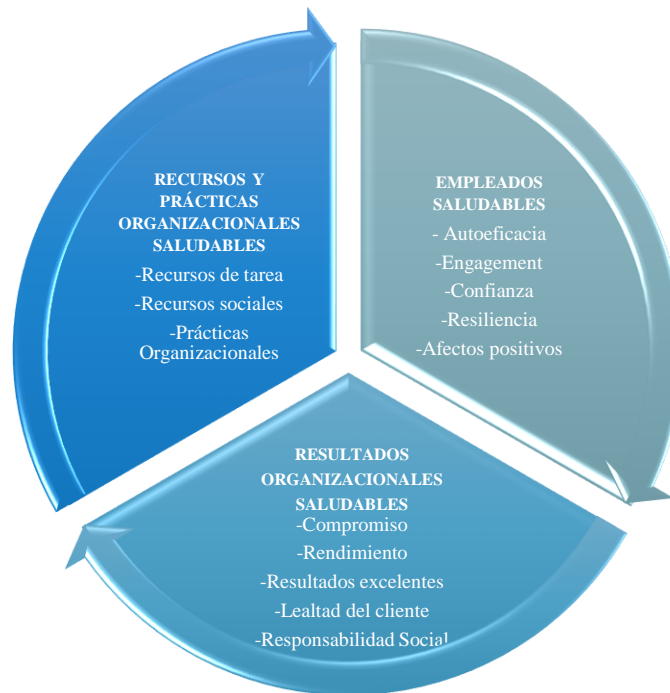 RECURSOS Y
PRÁCTICAS
ORGANIZACIONALES
SALUDABLES
-Recursos de tarea
-Recursos sociales
-Prácticas
Organizacionales
EMPLEADOS
SALUDABLES
- Autoeficacia
-Engagement
-Confianza
-Resiliencia
-Afectos positivos
RESULTADOS
ORGANIZACIONALES
SALUDABLES
-Compromiso
-Rendimiento
-Resultados excelentes
-Lealtad del cliente
-Responsabilidad Social